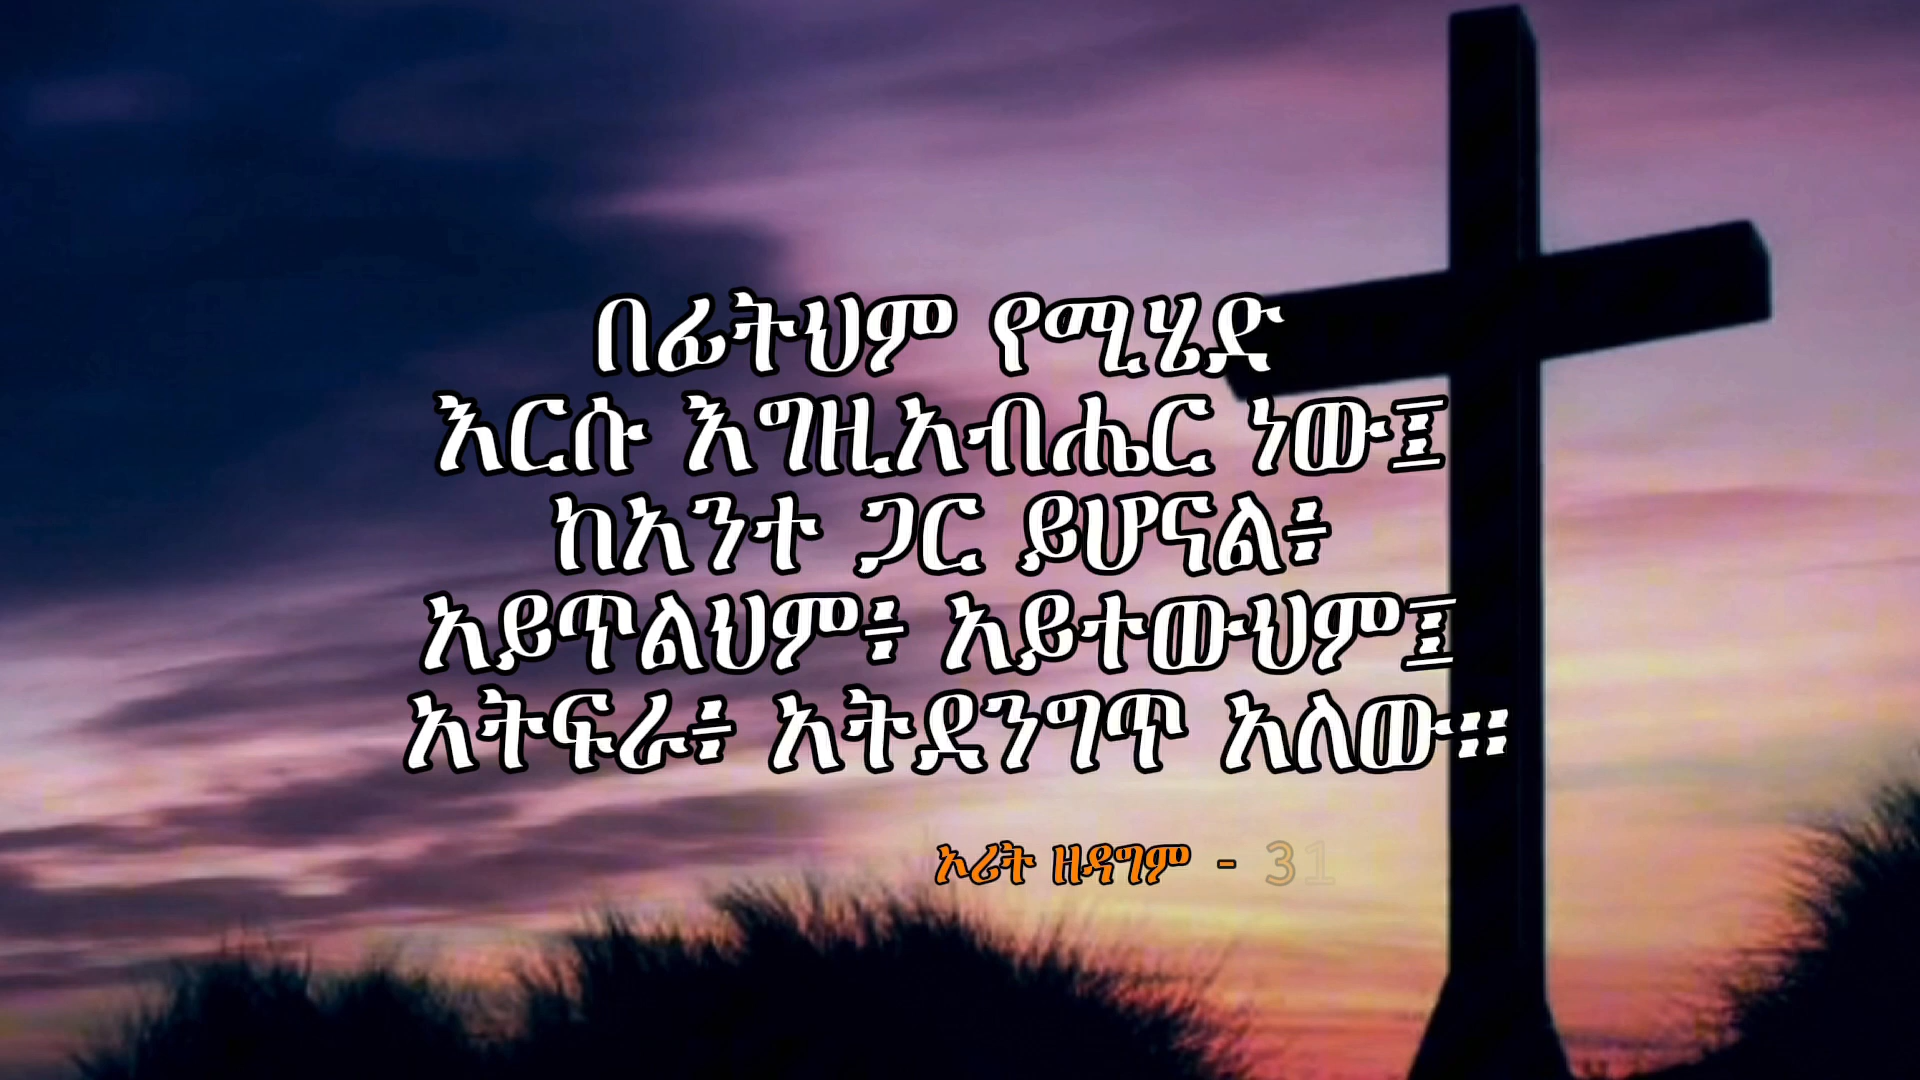 በፊትህም የሚሄድ
እርሱ እግዚአብሔር ነው፤
ከአንተ ጋር ይሆናል፥
አይጥልህም፥ አይተውህም፤
አትፍራ፥ አትደንግጥ አለው።
ኦሪት ዘዳግም - 31